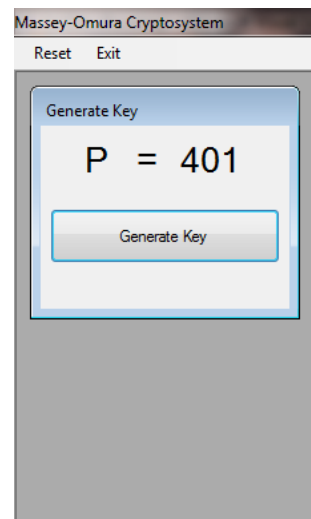 Massey-Omura Cryptosystem
Reset Exit
Generate Key
P = 401
Generate Key